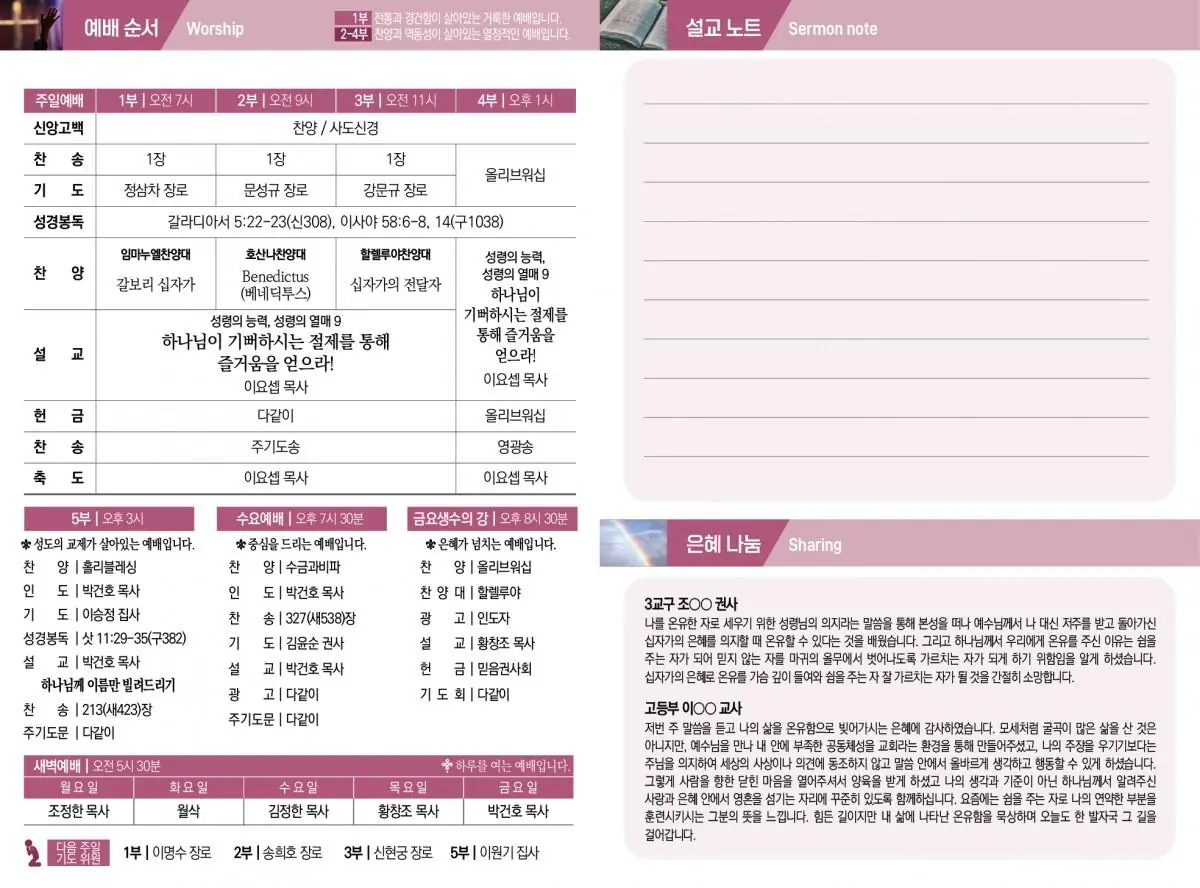 예배 순서 Worship
1부 전통과 경건함이 살아있는 거룩한 예배입니다.
2-4부 찬양과 역동성이 살아있는 열정적인 예배입니다.
주일예배 1부 | 오전 7시 2부 | 오전 9시 3부 | 오전 11시 4부 | 오후 1시
신앙고백 찬양 / 사도신경
찬 송 1장 1장 1장 올리브워십
기 도 정삼차 장로 문성규 장로 강문규 장로
성경봉독 갈라디아서 5:22-23(신308), 이사야 58:6-8, 14(구1038)
찬 양
임마누엘찬양대
갈보리 십자가
호산나찬양대
Benedictus
(베네딕투스)
할렐루야찬양대
십자가의 전달자
성령의 능력,
성령의 열매 9
하나님이
기뻐하시는 절제를
통해 즐거움을
얻으라!
이요셉 목사
설 교
성령의 능력, 성령의 열매 9
하나님이 기뻐하시는 절제를 통해
즐거움을 얻으라!
이요셉 목사
헌 금 다같이 올리브워십
찬 송 주기도송 영광송
축 도 이요셉 목사 이요셉 목사
5부 | 오후 3시
성도의 교제가 살아있는 예배입니다.
찬 양 | 홀리블레싱
인 도 | 박건호 목사
기 도 | 이승정 집사
성경봉독 | 삿 11:29-35(구382)
설 교 | 박건호 목사
하나님께 이름만 빌려드리기
찬 송 | 213(새423)장
주기도문 | 다같이
수요예배 | 오후 7시 30분
중심을 드리는 예배입니다.
찬 양 | 수금과비파
인 도 | 박건호 목사
찬 송 | 327(새538)장
기 도 | 김윤순 권사
설 교 | 박건호 목사
광 고 | 다같이
주기도문 | 다같이
금요생수의 강 | 오후 8시 30분
은혜가 넘치는 예배입니다.
찬 양 | 올리브워십
찬 양 대 | 할렐루야
광 고 | 인도자
설 교 | 황창조 목사
헌 금 | 믿음권사회
기 도 회 | 다같이
새벽예배 | 오전 5시 30분 하루를 여는 예배입니다.
월요일 화요일 수요일 목요일 금요일
조정한 목사 월삭 김정한 목사 황창조 목사 박건호 목사
다음 주일
기도 위원
1부 | 이명수 장로 2부 | 송희호 장로 3부 | 신현궁 장로 5부 | 이원기 집사
설교 노트 Sermon note
은혜 나눔 Sharing
3교구 조○○ 권사
나를 온유한 자로 세우기 위한 성령님의 의지라는 말씀을 통해 본성을 떠나 예수님께서 나 대신 저주를 받고 돌아가신
십자가의 은혜를 의지할 때 온유할 수 있다는 것을 배웠습니다. 그리고 하나님께서 우리에게 온유를 주신 이유는 쉼을
주는 자가 되어 믿지 않는 자를 마귀의 올무에서 벗어나도록 가르치는 자가 되게 하기 위함임을 알게 하셨습니다.
십자가의 은혜로 온유를 가슴 깊이 들여와 쉼을 주는 자 잘 가르치는 자가 될 것을 간절히 소망합니다.
고등부 이○○ 교사
저번 주 말씀을 듣고 나의 삶을 온유함으로 빚어가시는 은혜에 감사하였습니다. 모세처럼 굴곡이 많은 삶을 산 것은
아니지만, 예수님을 만나 내 안에 부족한 공동체성을 교회라는 환경을 통해 만들어주셨고, 나의 주장을 우기기보다는
주님을 의지하여 세상의 사상이나 의견에 동조하지 않고 말씀 안에서 올바르게 생각하고 행동할 수 있게 하셨습니다.
그렇게 사람을 향한 닫힌 마음을 열어주셔서 양육을 받게 하셨고 나의 생각과 기준이 아닌 하나님께서 알려주신
사랑과 은혜 안에서 영혼을 섬기는 자리에 꾸준히 있도록 함께하십니다. 요즘에는 쉼을 주는 자로 나의 연약한 부분을
훈련시키시는 그분의 뜻을 느낍니다. 힘든 길이지만 내 삶에 나타난 온유함을 묵상하며 오늘도 한 발자국 그 길을
걸어갑니다.